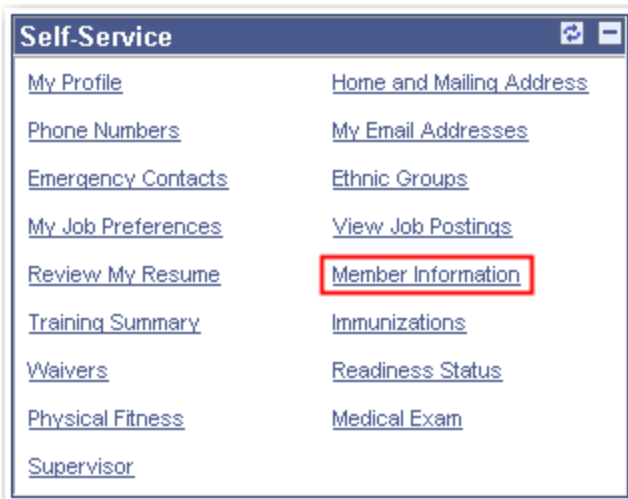 Self-Service
My Profile
Home and Mailing Address
Phone Numbers
My Email Addresses
Emergency Contacts
Ethnic Groups
My Job Preferences
View Job Postings
Review My Resume
Member Information
Training Summary
Immunizations
Waivers
Readiness Status
Physical Fitness
Medical Exam
Supervisor